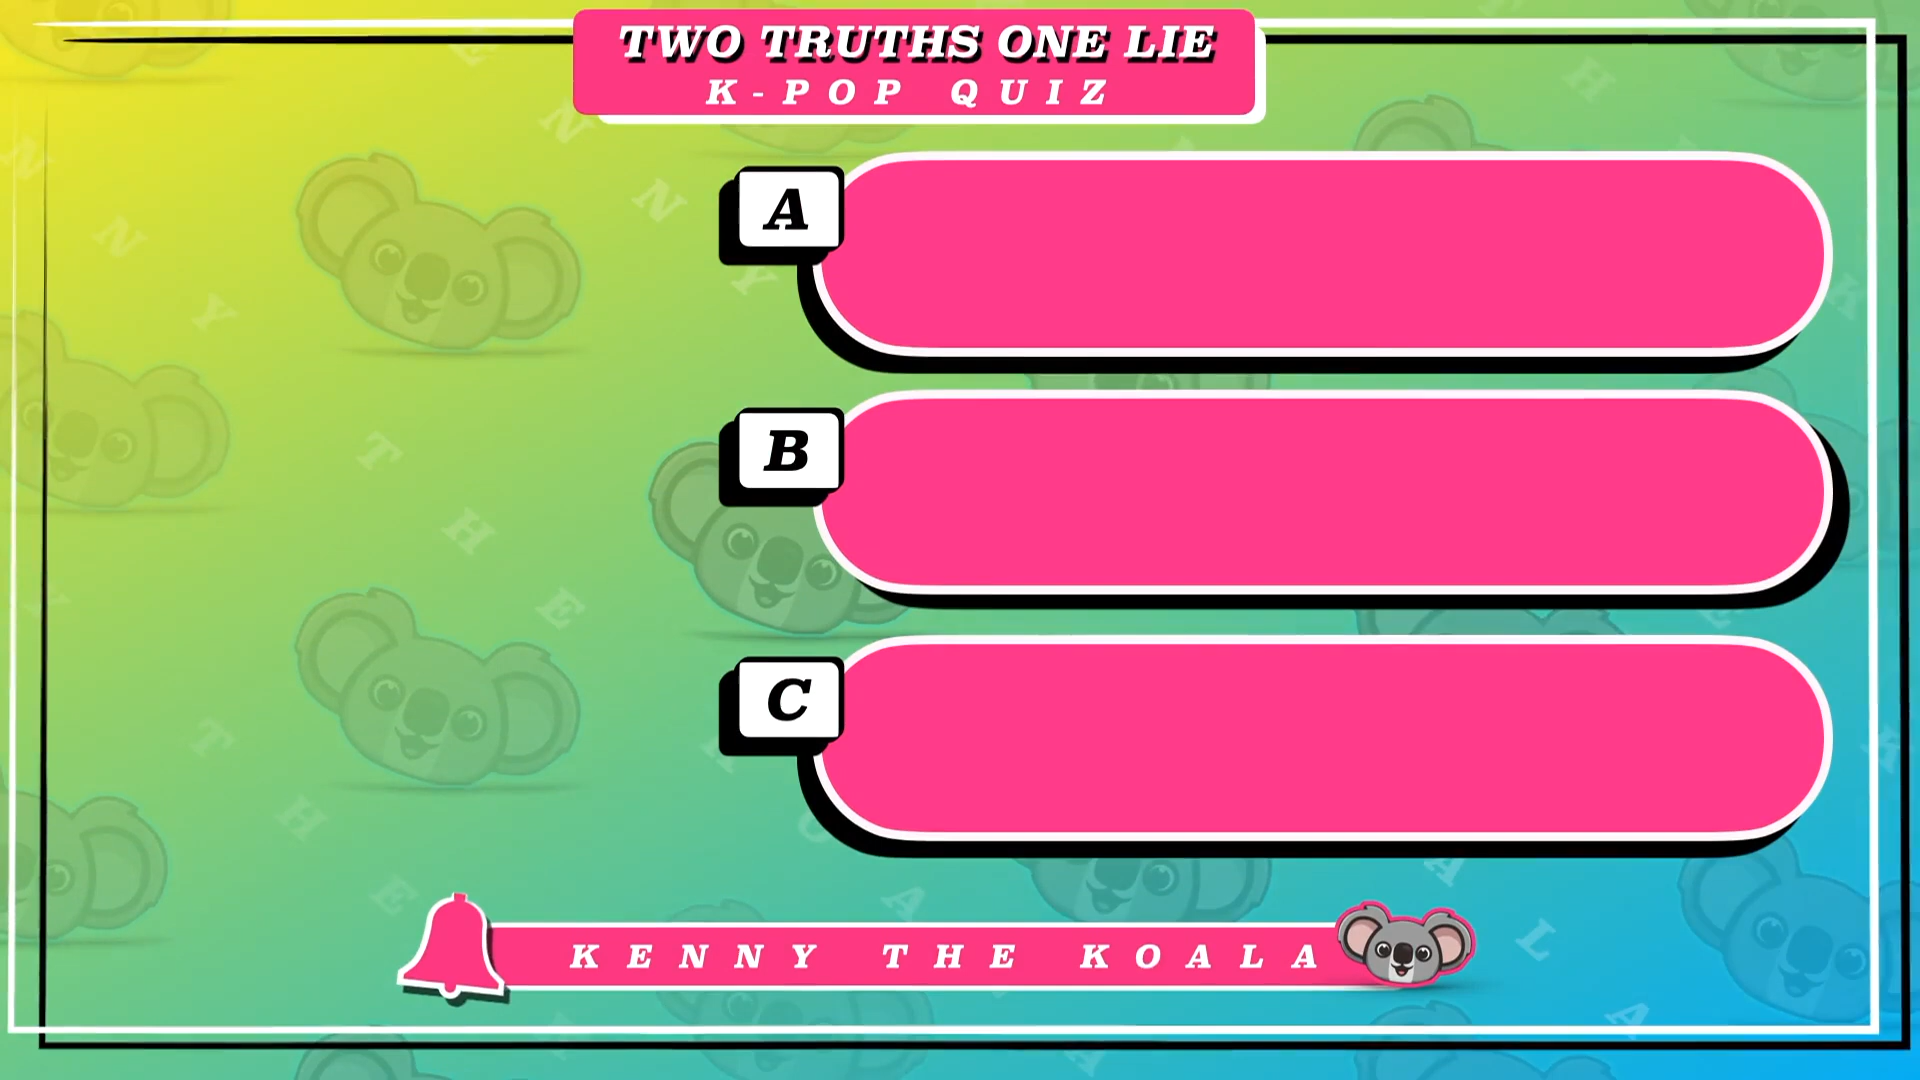 TWO TRUTHS ONE LIE
K-POP QUIZ
A
B
C
KENNY THE KOALA